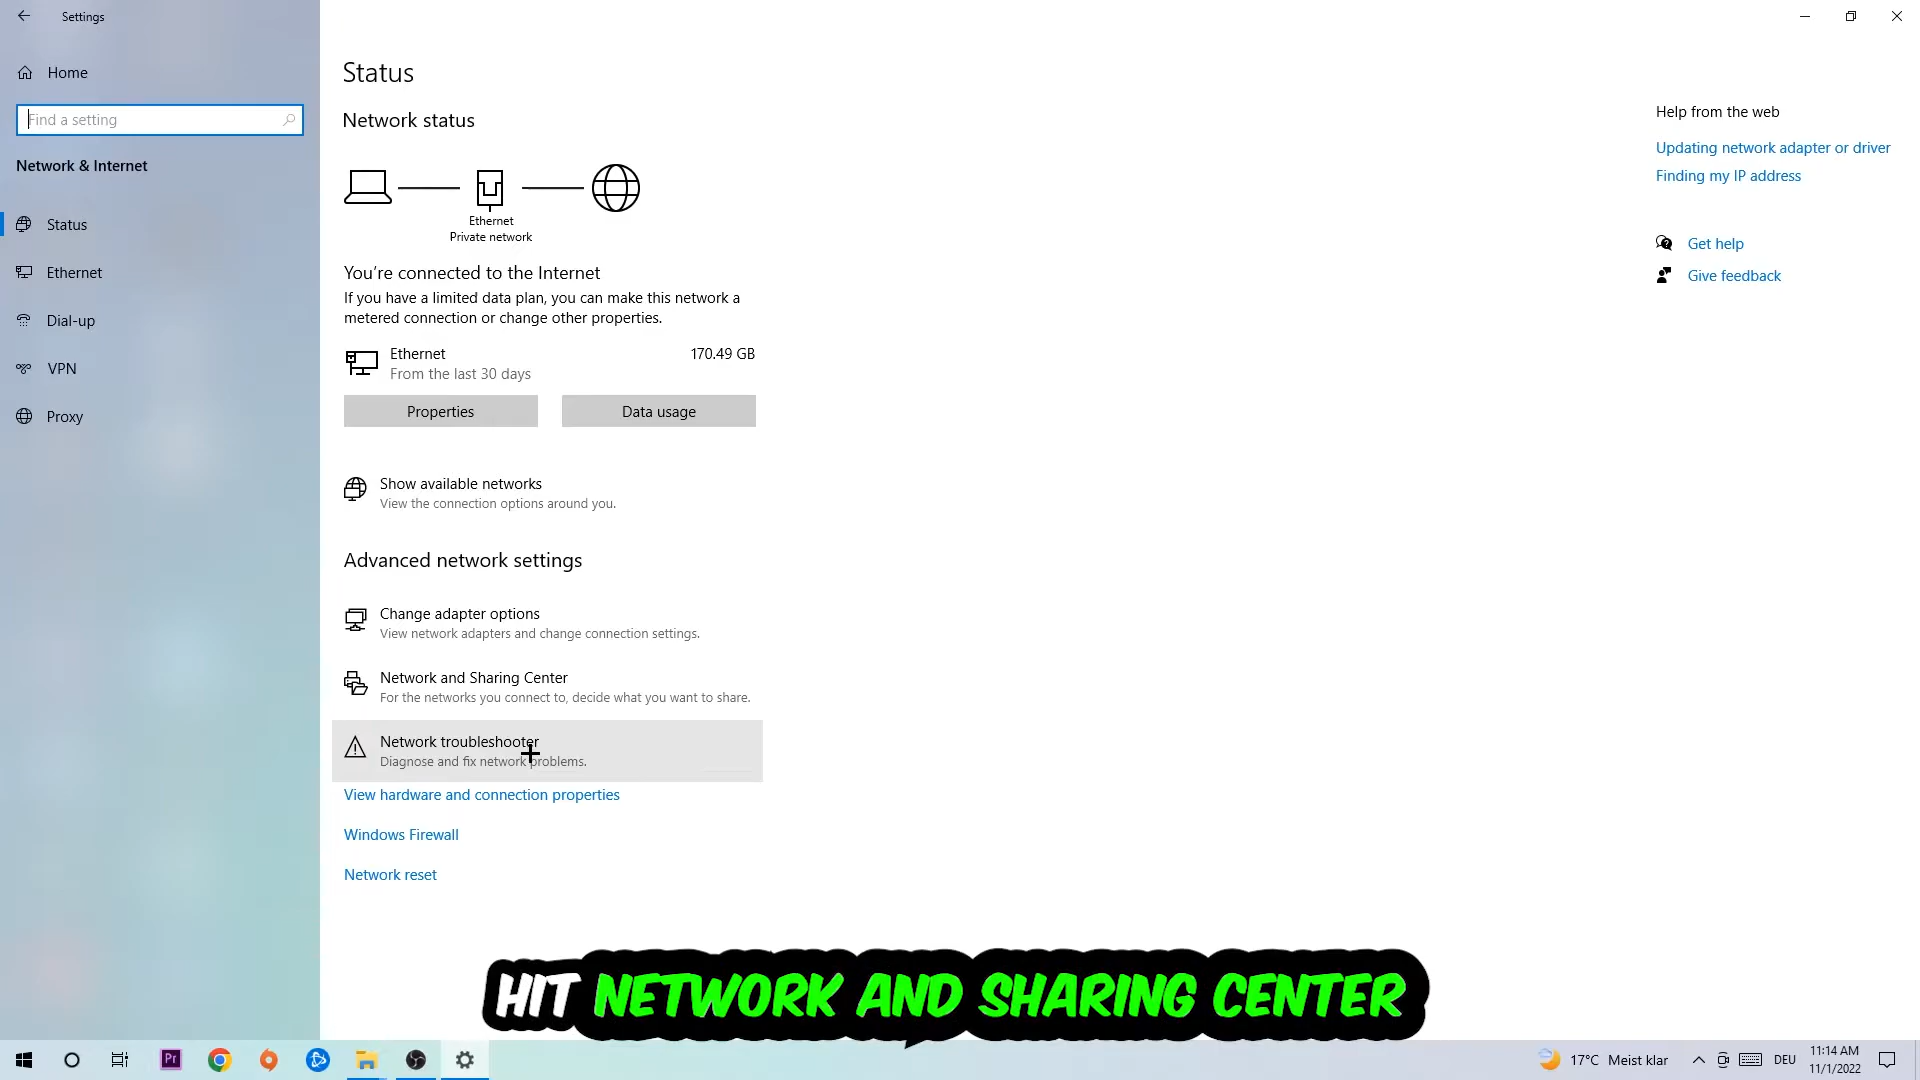 Settings
Home
Find a setting
Network & Internet
Status
Ethernet
Dial-up
VPN
Proxy
Status
Network status
Ethernet
Private network
You're connected to the Internet
If you have a limited data plan, you can make this network a
metered connection or change other properties.
Ethernet
170.49 GB
From the last 30 days
Properties
Data usage
Show available networks
View the connection options around you.
Advanced network settings
Change adapter options
View network adapters and change connection settings.
Network and Sharing Center
For the networks you connect to, decide what you want to share.
Network troubleshooter
Diagnose and fix network problems.
View hardware and connection properties
Windows Firewall
Network reset
Help from the web
Updating network adapter or driver
Finding my IP address
Get help
Give feedback
HIT NETWORK AND SHARING CENTER
Pr
17°C Meist klar
DEU
11:14 AM
11/1/2022